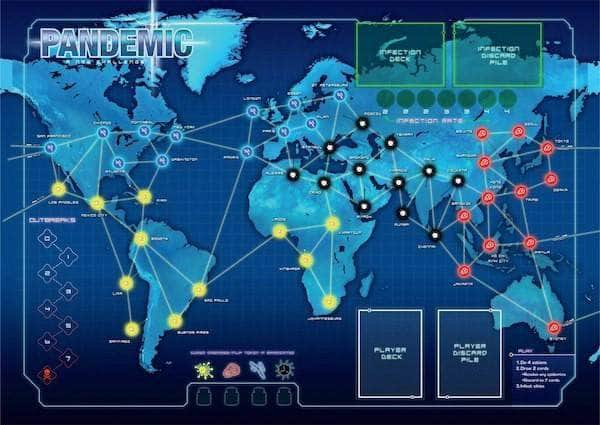 PANDEMIC
A NEW CHALLENGE
INFECTION
DECK
INFECTION
DISCARD
PILE
2 2 2 3 3 4 4
INFECTION RATE
SAN FRANCISCO
CHICAGO
MONTREAL
NEW YORK
WASHINGTON
ATLANTA
LONDON
ESSEN
ST. PETERSBURG
PARIS
MILAN
MADRID
ALGIERS
ISTANBUL
MOSCOW
TEHRAN
CAIRO
BAGHDAD
KARACHI
RIYADH
MUMBAI
DELHI
KOLKATA
CHENNAI
BEIJING
SEOUL
SHANGHAI
TOKYO
OSAKA
HONG
KONG
TAIPEI
BANGKOK
HO CHI
MINH CITY
MANILA
JAKARTA
SYDNEY
LOS ANGELES
MEXICO CITY
MIAMI
BOGOTA
LIMA
SANTIAGO
SAO PAULO
BUENOS AIRES
LAGOS
KHARTOUM
KINSHASA
JOHANNESBURG
OUTBREAKS
0
1
2
3
4
5
6
7
8
PLAYER
DECK
PLAYER
DISCARD
PILE
PLAY
1. Do 4 actions
2. Draw 2 cards
•Resolve any epidemics
•Discard to 7 cards
3. Infect cities